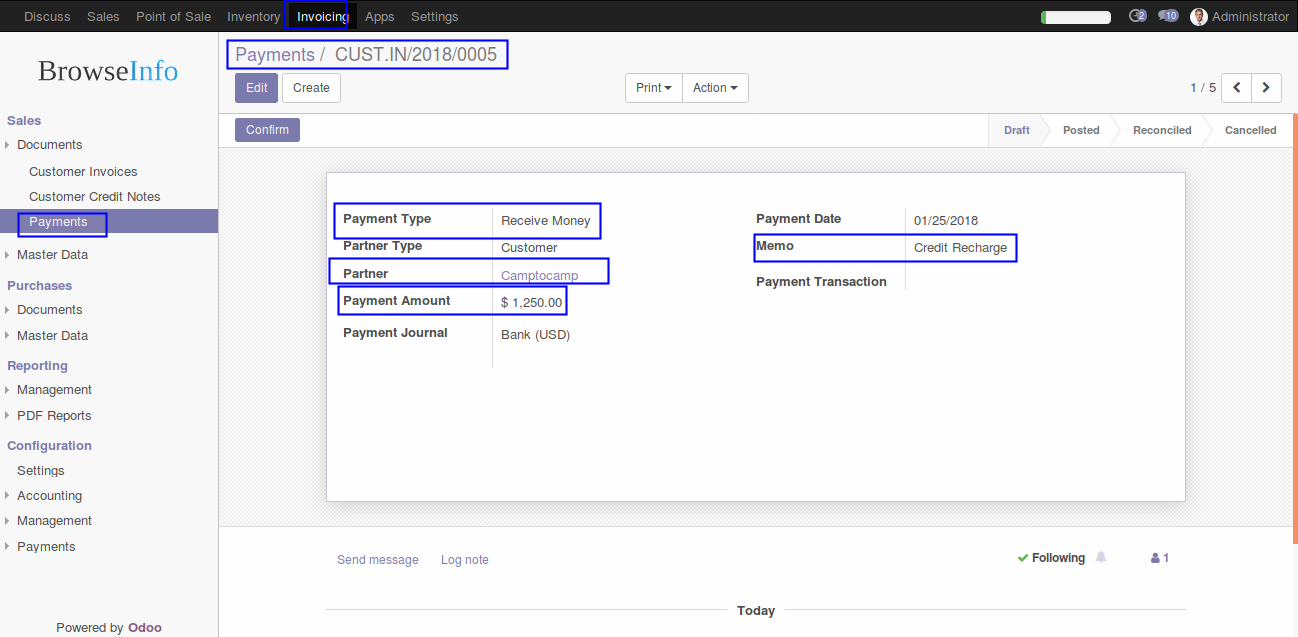 Discuss Sales Point of Sale Inventory Invoicing Apps Settings 2 10 Administrator
BrowseInfo
Payments / CUST.IN/2018/0005
Edit Create Print Action 1 / 5
Confirm Draft Posted Reconciled Cancelled
Sales
Documents
Customer Invoices
Customer Credit Notes
Payments
Master Data
Purchases
Documents
Master Data
Reporting
Management
PDF Reports
Configuration
Settings
Accounting
Management
Payments
Powered by Odoo
Payment Type Receive Money
Partner Type Customer
Partner Camptocamp
Payment Amount $ 1,250.00
Payment Journal Bank (USD)
Payment Date 01/25/2018
Memo Credit Recharge
Payment Transaction
Send message Log note Following 1
Today